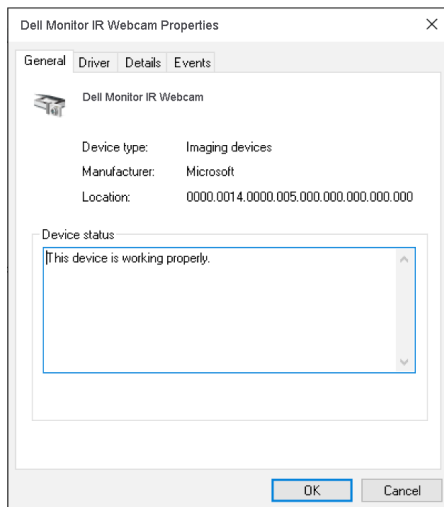 Dell Monitor IR Webcam Properties
General Driver Details Events
Dell Monitor IR Webcam
Device type: Imaging devices
Manufacturer: Microsoft
Location: 0000.0014.0000.005.000.000.000.000.000
Device status
This device is working properly.
OK Cancel